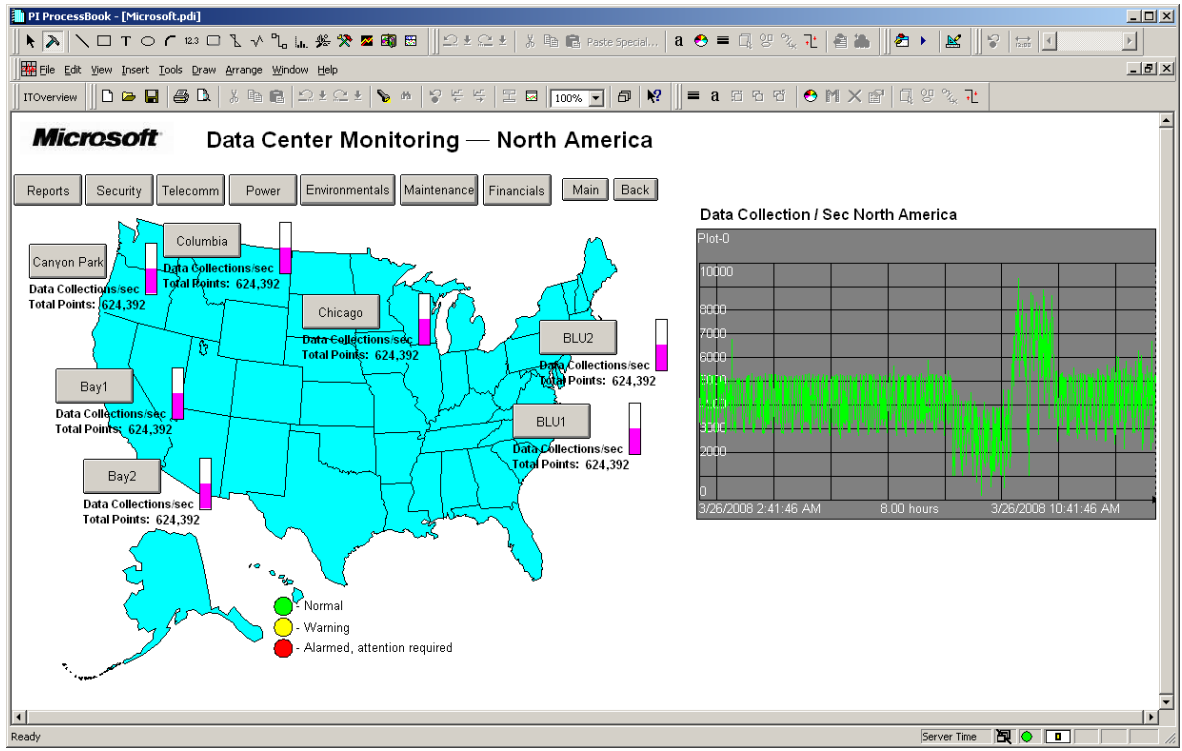 PI ProcessBook - [Microsoft.pdi]
T 12.3 Paste Special... a
File Edit View Insert Tools Draw Arrange Window Help
ITOverview 100% a
Microsoft Data Center Monitoring — North America
Reports Security Telecomm Power Environmentals Maintenance Financials Main Back
Data Collection / Sec North America
Plot-0
10000
8000
7000
6000
3000
2000
0
3/26/2008 2:41:46 AM 8.00 hours 3/26/2008 10:41:46 AM
Columbia
Data Collections/sec
Total Points: 624,392
Canyon Park
Data Collections/sec
Total Points: 624,392
Chicago
Data Collections/sec
Total Points: 624,392
BLU2
Data Collections/sec
Total Points: 624,392
Bay1
Data Collections/sec
Total Points: 624,392
BLU1
Data Collections/sec
Total Points: 624,392
Bay2
Data Collections/sec
Total Points: 624,392
- Normal
- Warning
- Alarmed, attention required
Ready Server Time